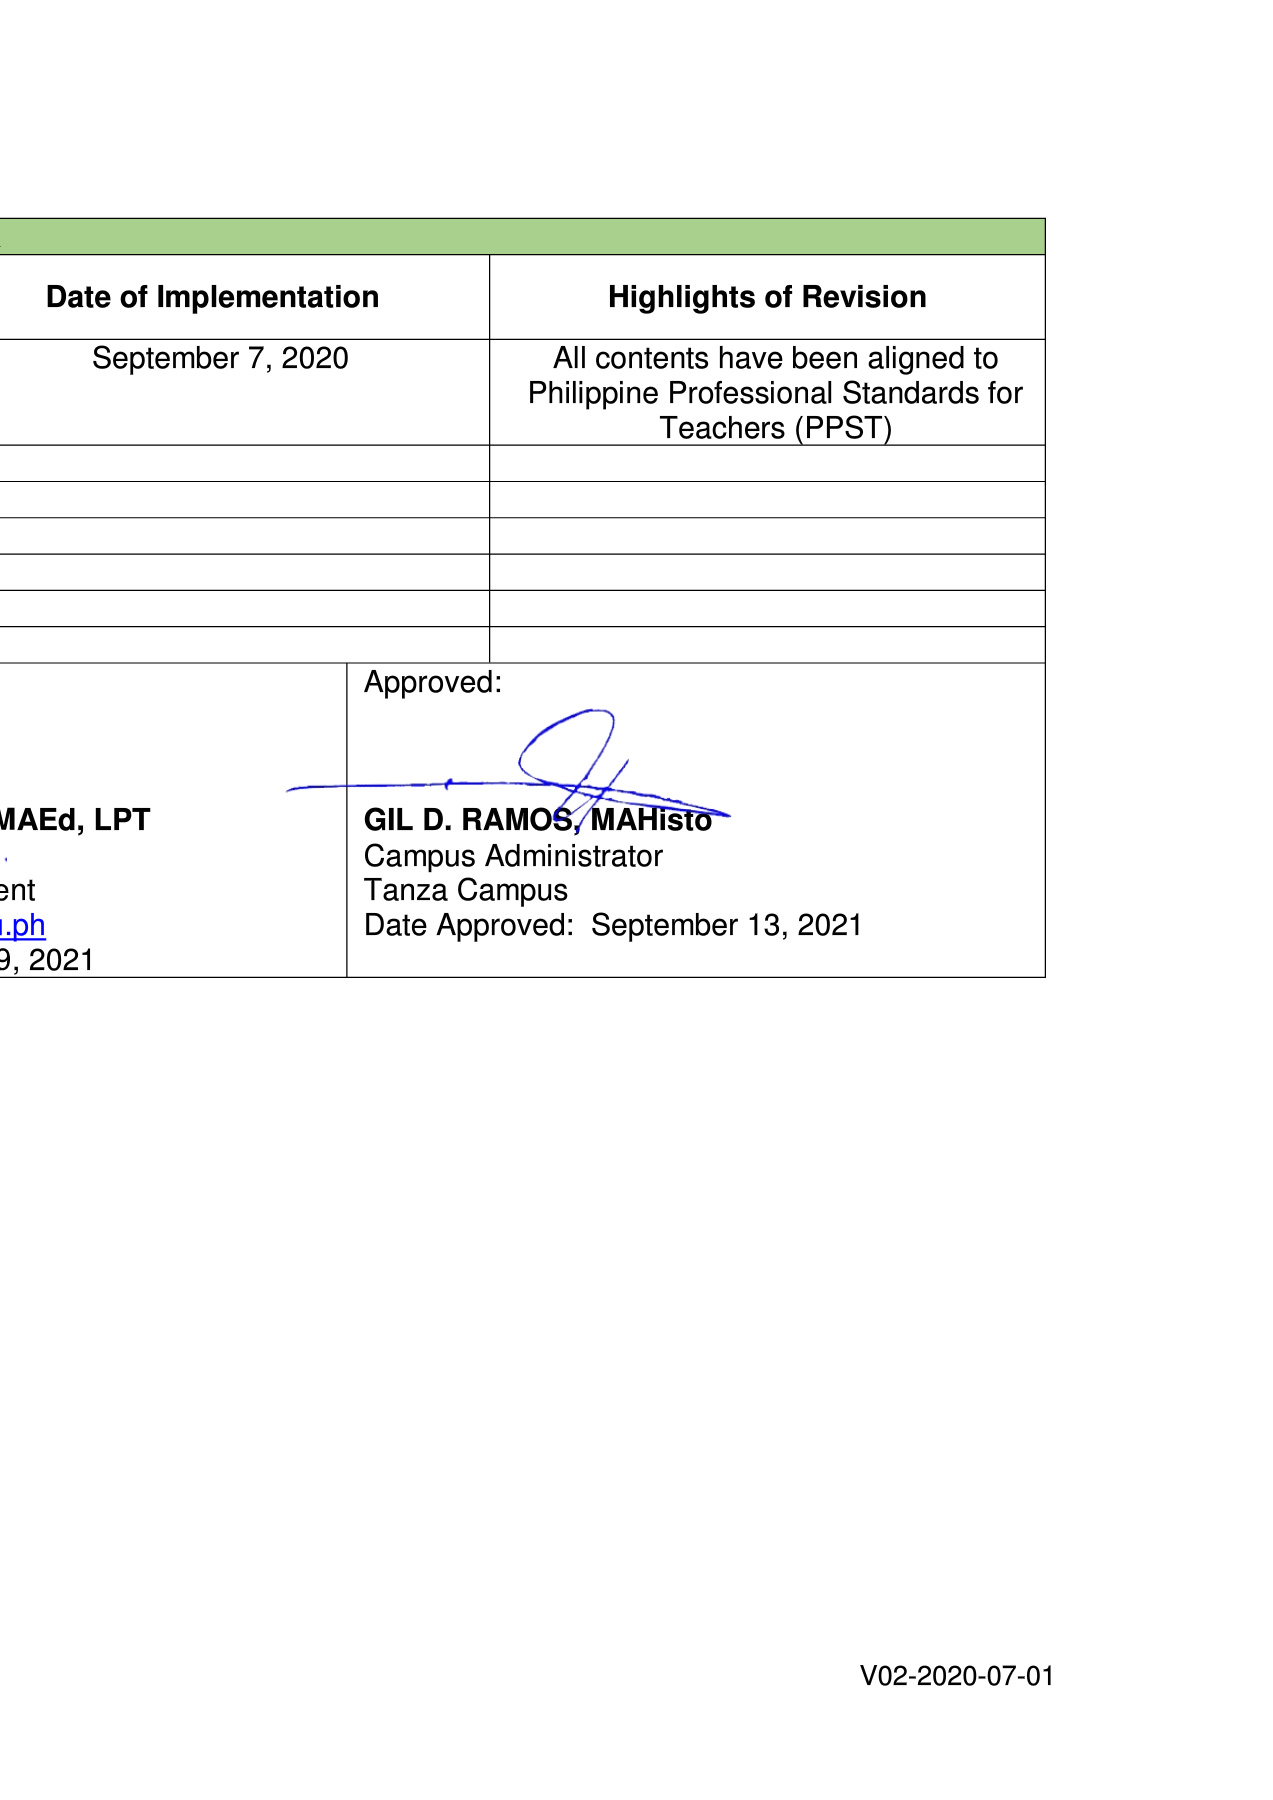 Date of Implementation
Highlights of Revision
September 7, 2020
All contents have been aligned to
Philippine Professional Standards for
Teachers (PPST)
Approved:
MAEd, LPT
GIL D. RAMOS, MAHisto
Campus Administrator
ent
Tanza Campus
.ph
Date Approved: September 13, 2021
9, 2021
V02-2020-07-01